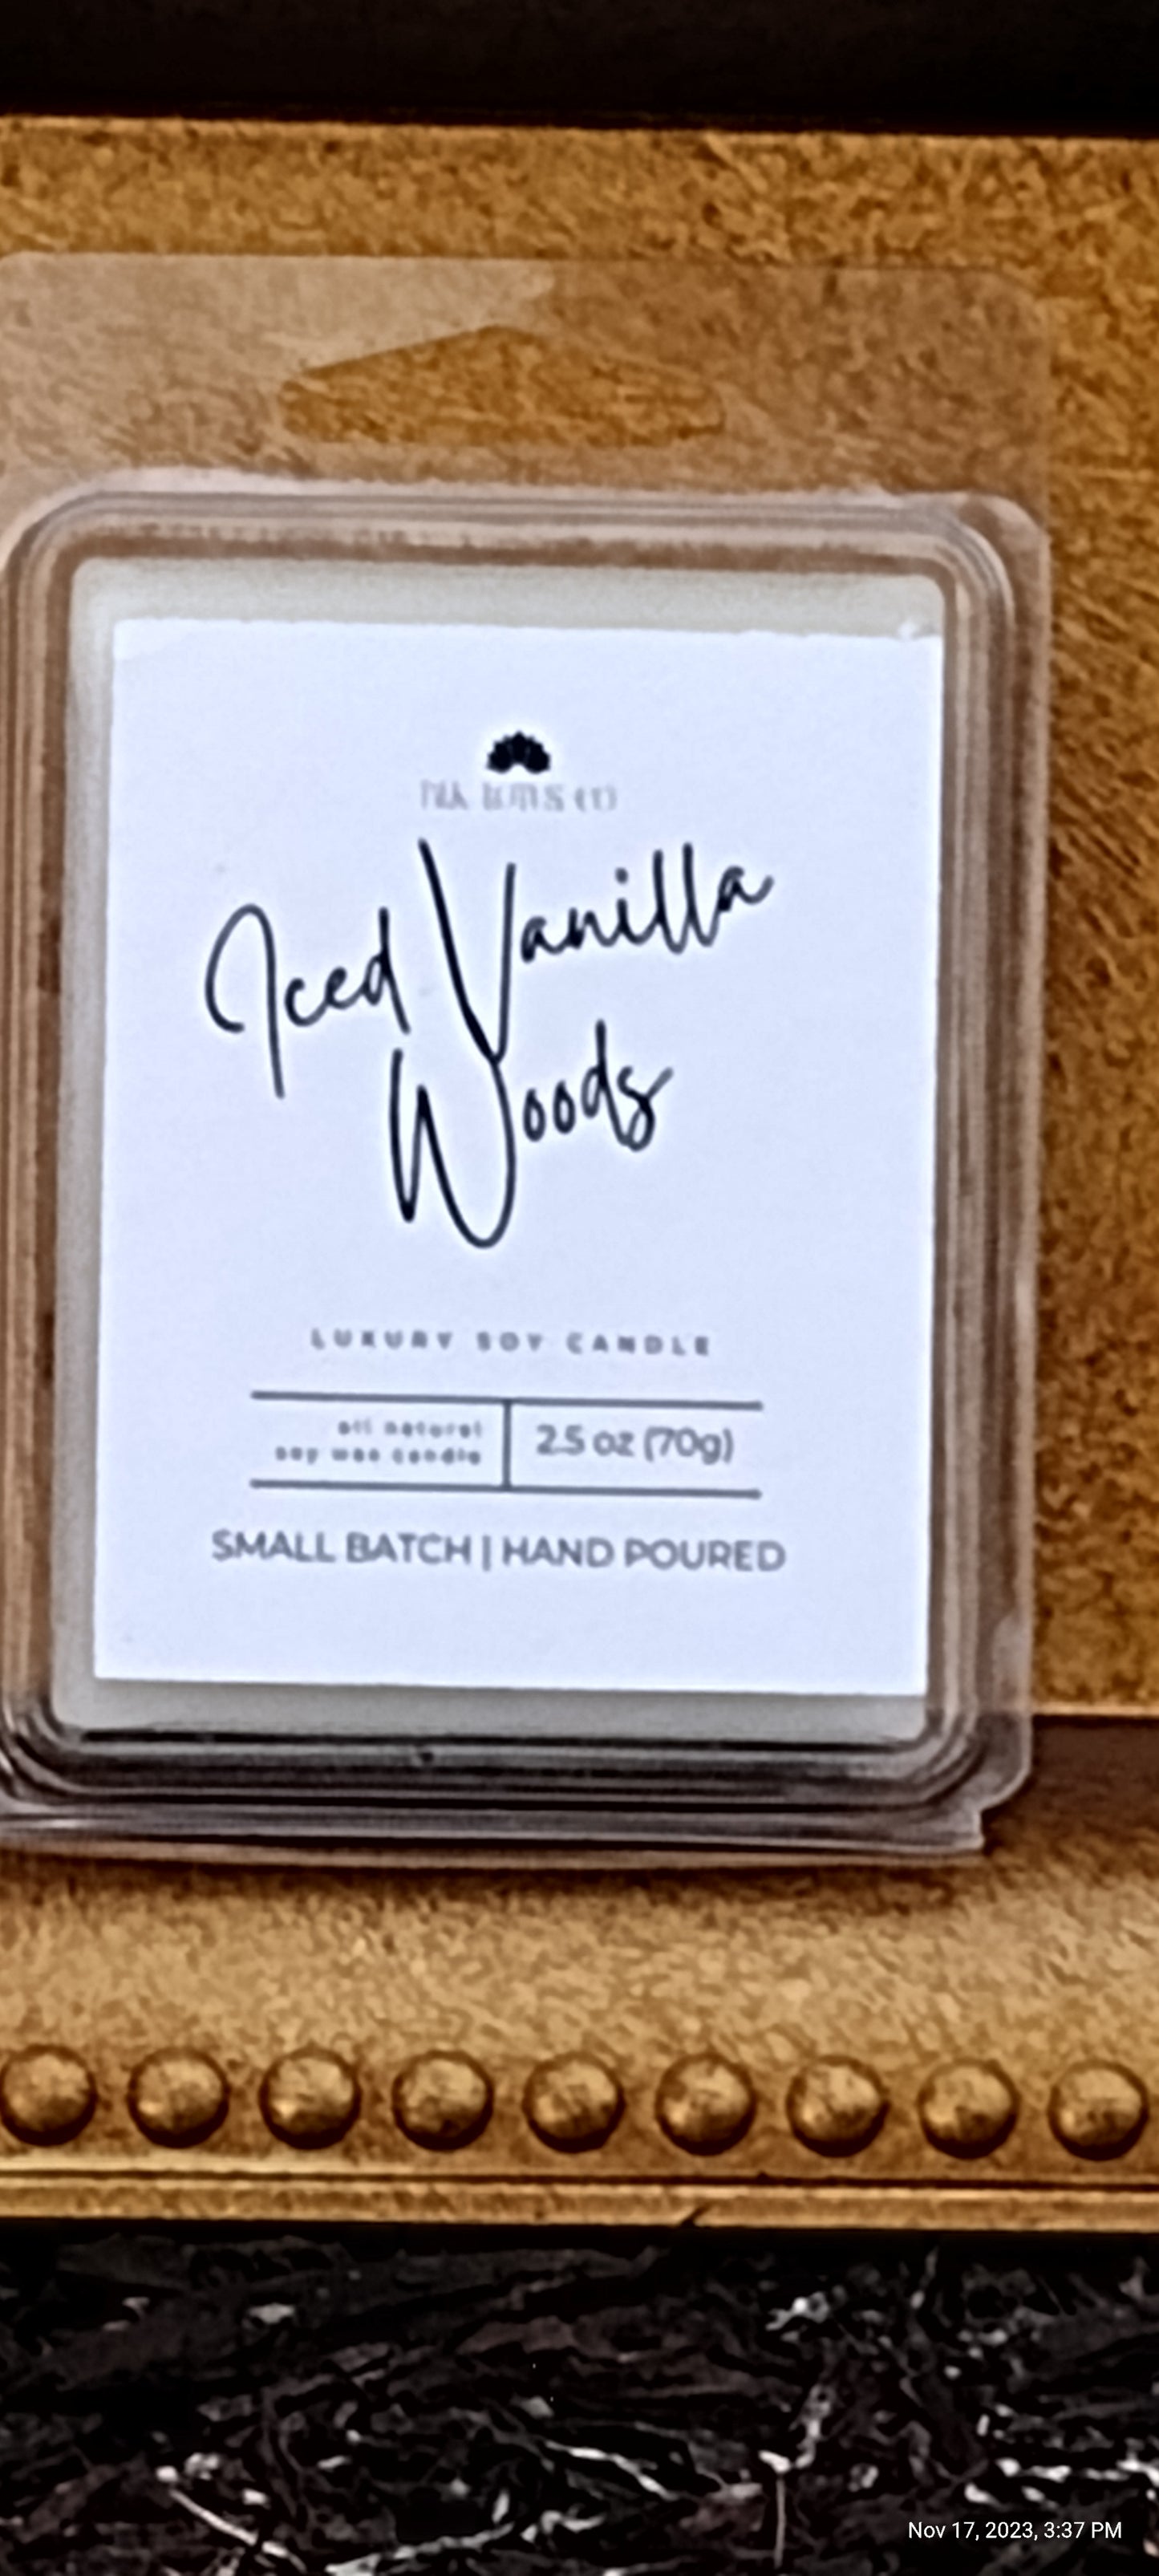 Iced Vanilla
Woods
LUXURY SOY CANDLE
all natural
soy wax candle
2.5 oz (70g)
SMALL BATCH | HAND POURED
Nov 17, 2023, 3:37 PM